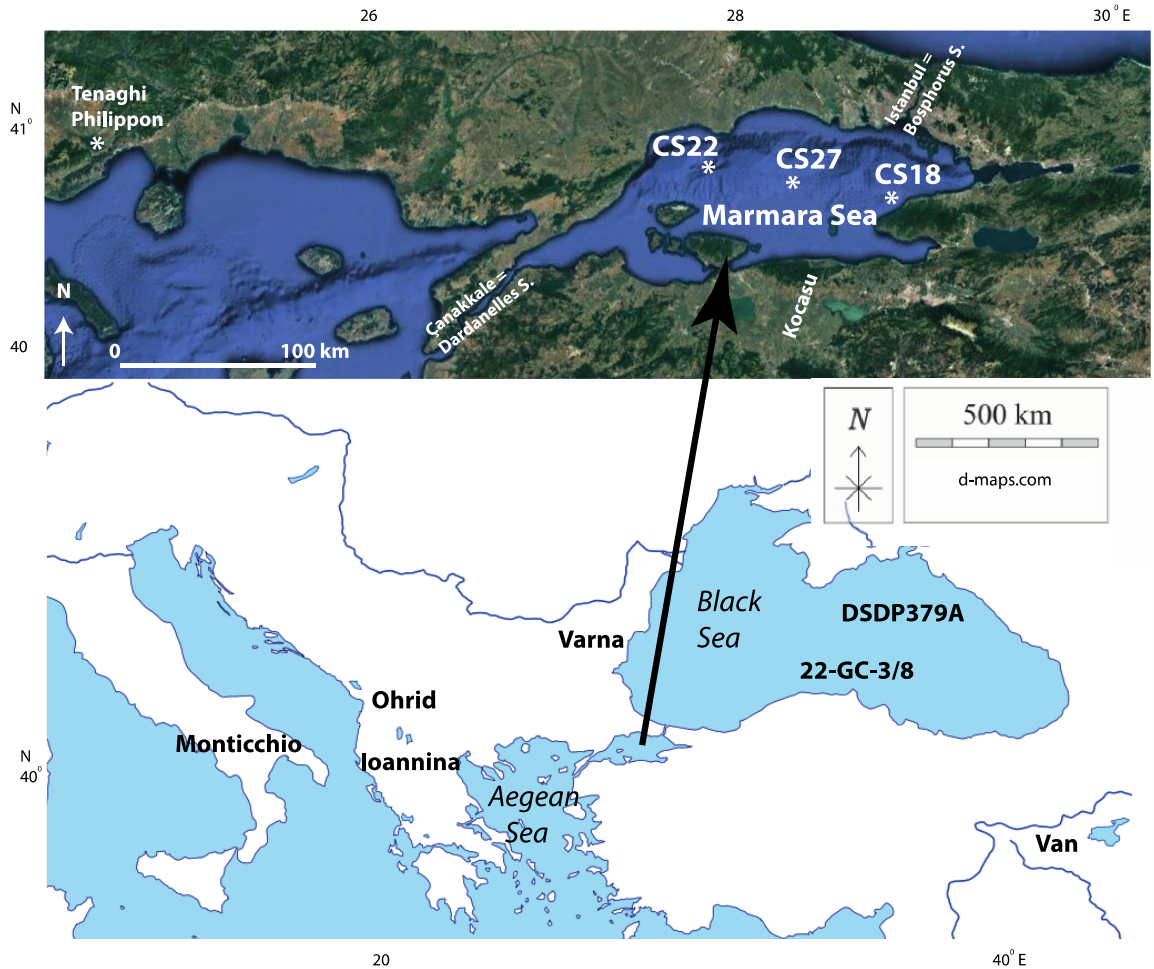 26
28
30° E
Tenaghi
Philippon
*
N
41°
Istanbul =
Bosphorus S.
CS22
*
CS27
*
CS18
*
Marmara Sea
N
Çanakkale =
Dardanelles S.
Kocasu
40
0
100 km
N
500 km
d-maps.com
Black
Sea
DSDP379A
22-GC-3/8
Varna
Ohrid
Monticchio
Ioannina
N
40°
Aegean
Sea
Van
20
40° E